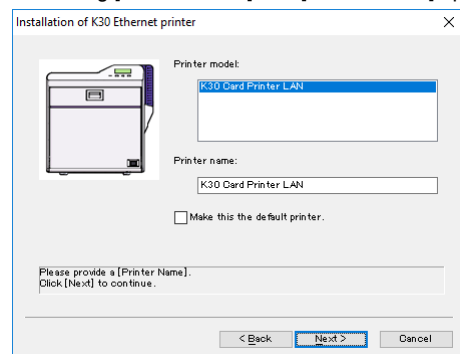 Installation of K30 Ethernet printer
Printer model:
K30 Card Printer LAN
Printer name:
K30 Card Printer LAN
Make this the default printer.
Please provide a [Printer Name].
Click [Next] to continue.
< Back
Next >
Cancel